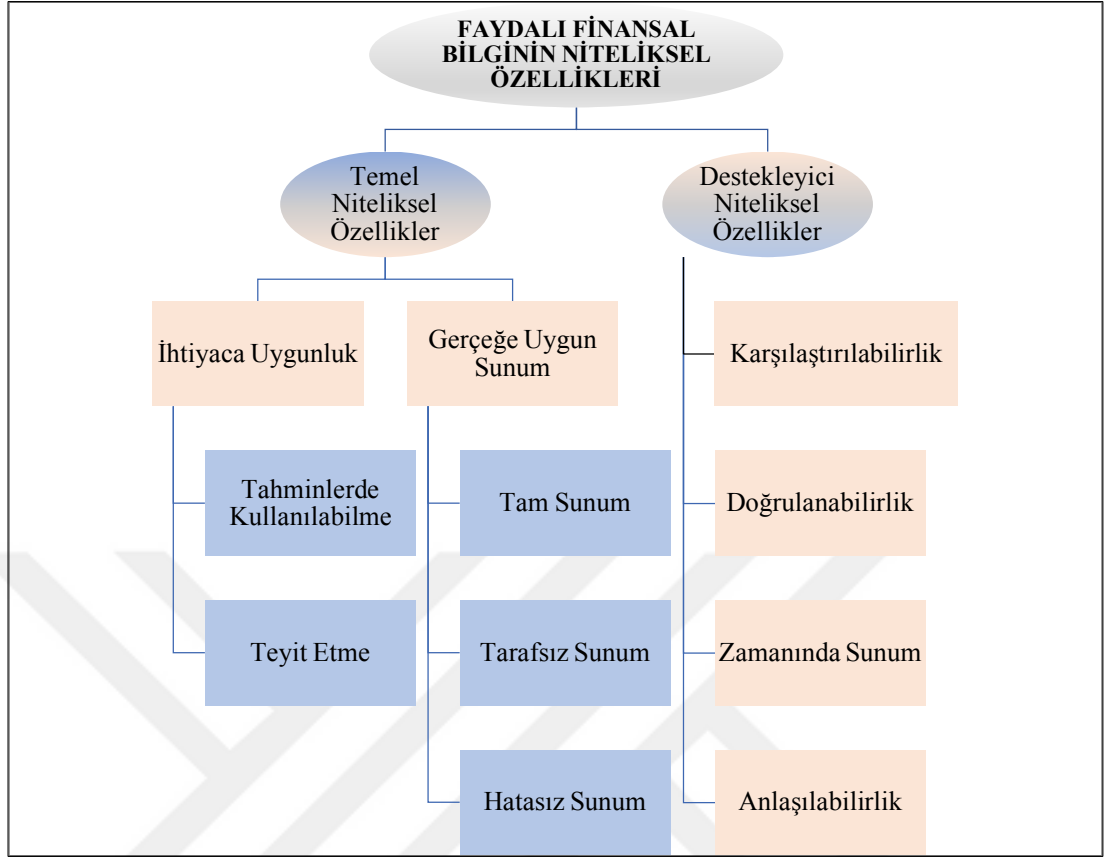 FAYDALI FİNANSAL
BİLGİNİN NİTELİKSEL
ÖZELLİKLERİ
Temel
Niteliksel
Özellikler
Destekleyici
Niteliksel
Özellikler
İhtiyaca Uygunluk
Gerçeğe Uygun
Sunum
Karşılaştırılabilirlik
Tahminlerde
Kullanılabilme
Tam Sunum
Doğrulanabilirlik
Teyit Etme
Tarafsız Sunum
Zamanında Sunum
Hatasız Sunum
Anlaşılabilirlik